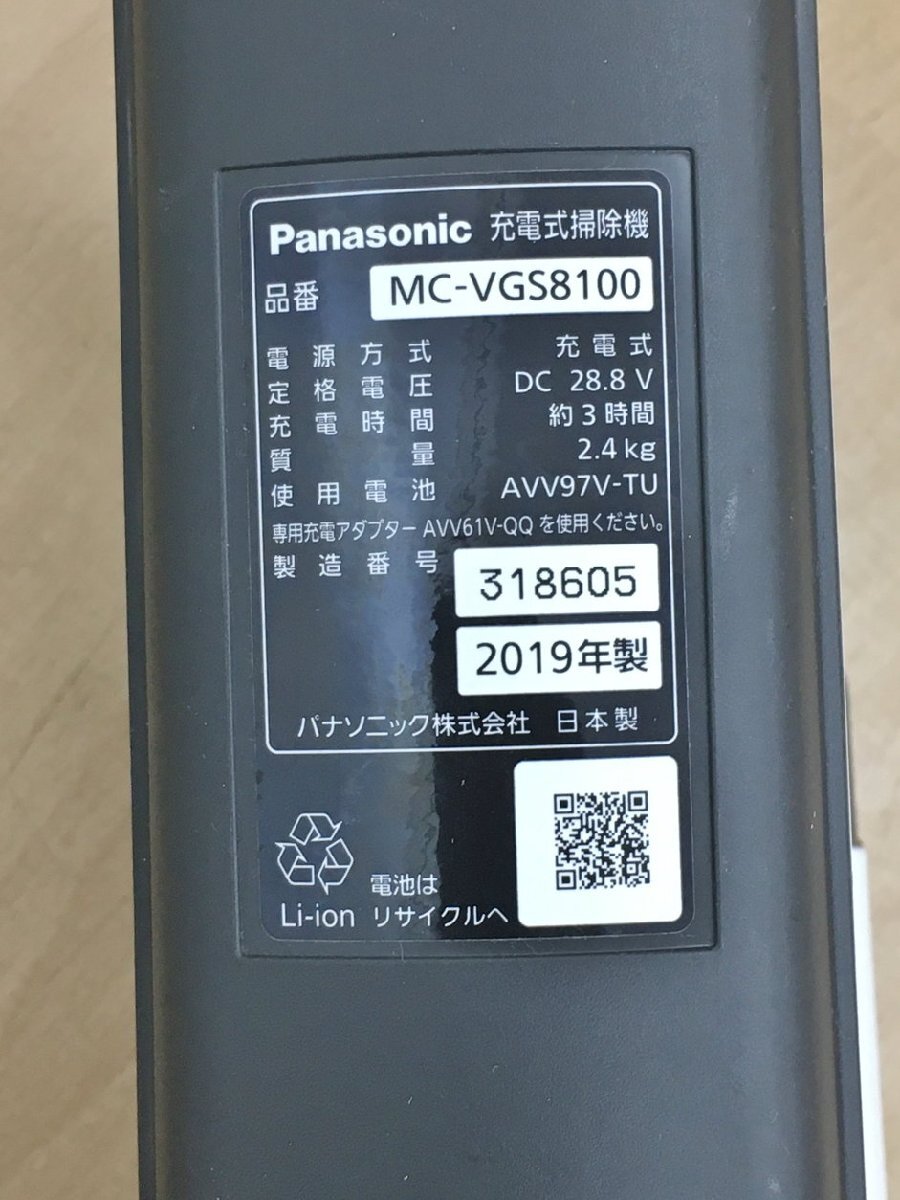 Panasonic 充電式掃除機
品番 MC-VGS8100
電源方式 充電式
定格電圧 DC 28.8 V
充電時間 約3時間
質量 2.4kg
使用電池 AVV97V-TU
専用充電アダプター AVV61V-QQを使用ください。
製造番号 318605
2019年製
パナソニック株式会社 日本製
電池は
Li-ion リサイクルへ